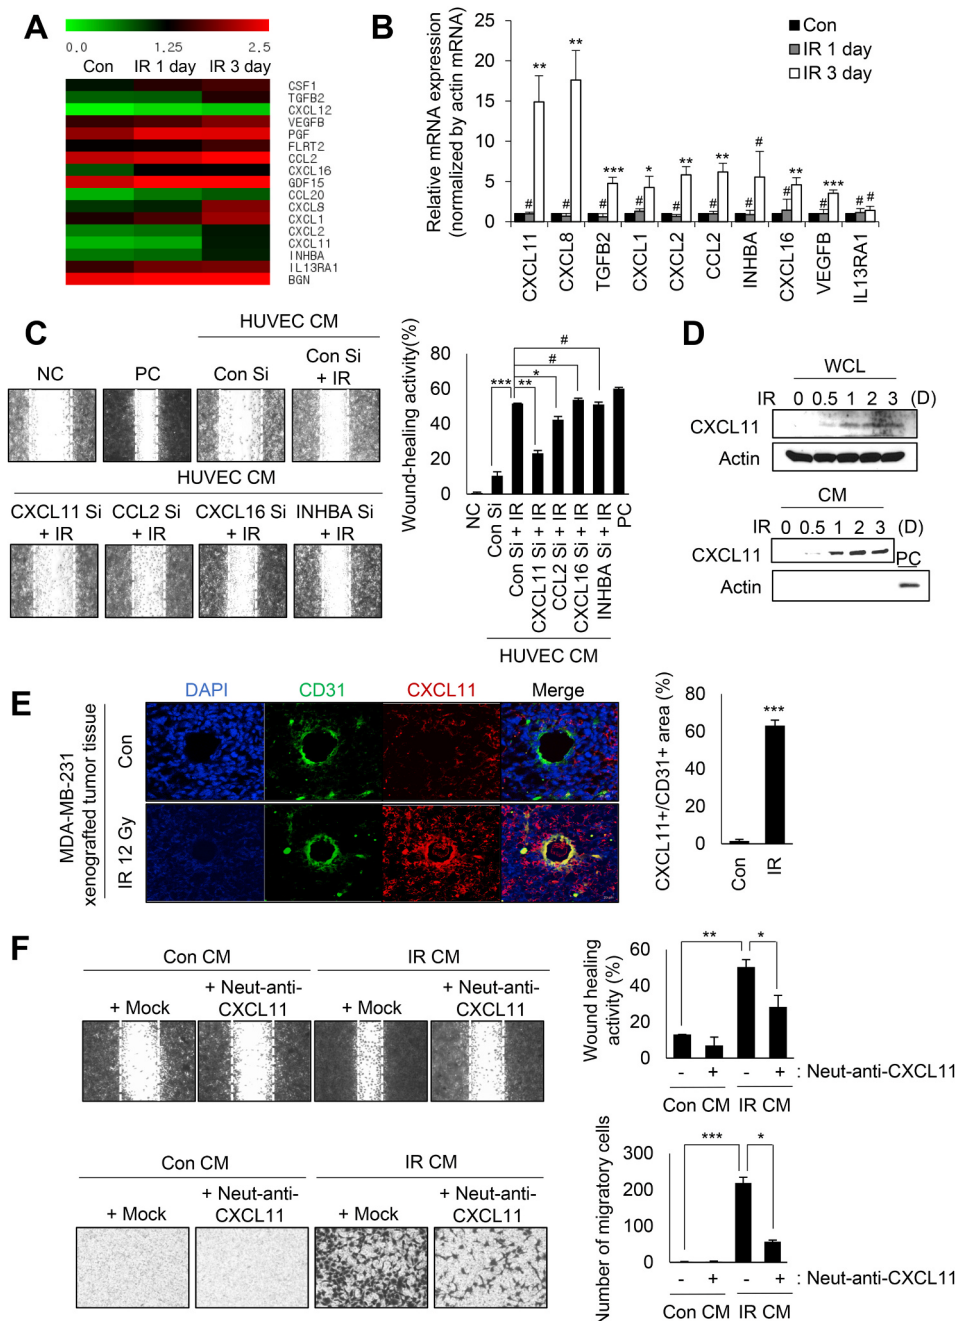 A
0.0 1.25 2.5
Con IR 1 day IR 3 day
CSF1
TGFB2
CXCL12
VEGFB
PGF
FLRT2
CCL2
CXCL16
GDF15
CCL20
CXCL8
CXCL1
CXCL2
CXCL11
INHBA
IL13RA1
BGN
B
Relative mRNA expression
(normalized by actin mRNA)
25
20
15
10
5
0
Con
IR 1 day
IR 3 day
** ** *** * ** ** # ** *** #
# # # # # # # # # #
CXCL11 CXCL8 TGFB2 CXCL1 CXCL2 CCL2 INHBA CXCL16 VEGFB IL13RA1
C
HUVEC CM
NC PC Con Si Con Si
+ IR
HUVEC CM
CXCL11 Si CCL2 Si CXCL16 Si INHBA Si
+ IR + IR + IR + IR
Wound-healing activity(%)
80
60
40
20
0
#
#
*
*** **
NC Con Si Con Si + IR CXCL11 Si + IR CCL2 Si + IR CXCL16 Si + IR INHBA Si + IR PC
HUVEC CM
D
WCL
IR 0 0.5 1 2 3 (D)
CXCL11
Actin
CM
IR 0 0.5 1 2 3 (D)
CXCL11 PC
Actin
E
DAPI CD31 CXCL11 Merge
MDA-MB-231
xenografted tumor tissue
Con
IR 12 Gy
CXCL11+/CD31+ area (%)
80
60
40
20
0
***
Con IR
F
Con CM IR CM
+ Mock + Neut-anti-CXCL11 + Mock + Neut-anti-CXCL11
Wound healing
activity (%)
60
40
20
0
** *
- + - + : Neut-anti-CXCL11
Con CM IR CM
Con CM IR CM
+ Mock + Neut-anti-CXCL11 + Mock + Neut-anti-CXCL11
Number of migratory cells
300
200
100
0
*** *
- + - + : Neut-anti-CXCL11
Con CM IR CM